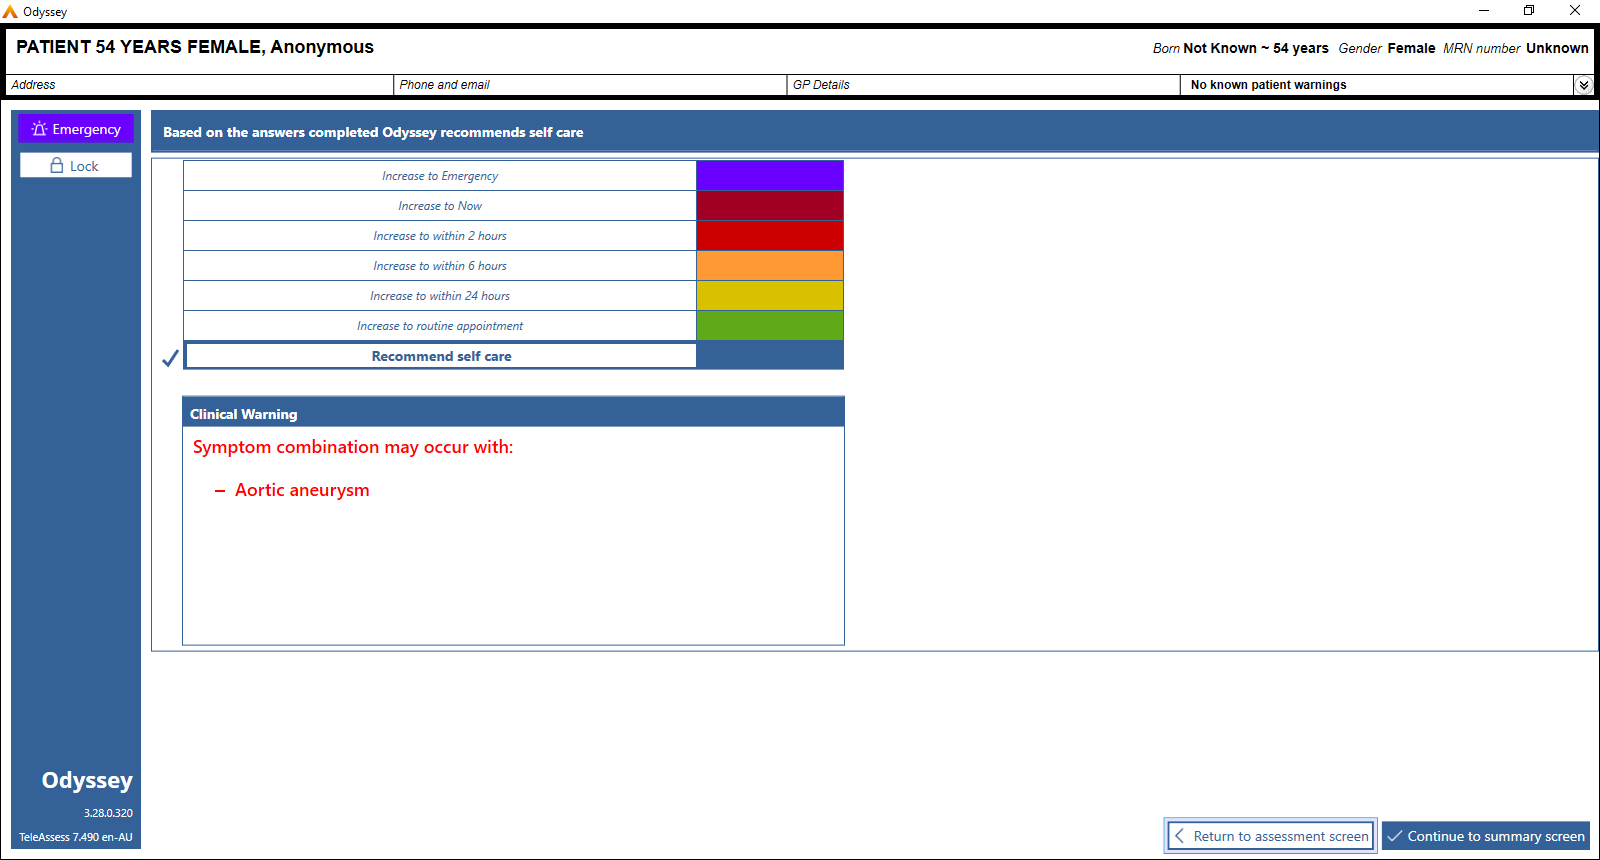 Odyssey
PATIENT 54 YEARS FEMALE, Anonymous
Born Not Known ~ 54 years Gender Female MRN number Unknown
Address
Phone and email
GP Details
No known patient warnings
Emergency
Lock
Based on the answers completed Odyssey recommends self care
Increase to Emergency
Increase to Now
Increase to within 2 hours
Increase to within 6 hours
Increase to within 24 hours
Increase to routine appointment
Recommend self care
Clinical Warning
Symptom combination may occur with:
– Aortic aneurysm
Odyssey
3.28.0.320
TeleAssess 7.490 en-AU
Return to assessment screen
Continue to summary screen